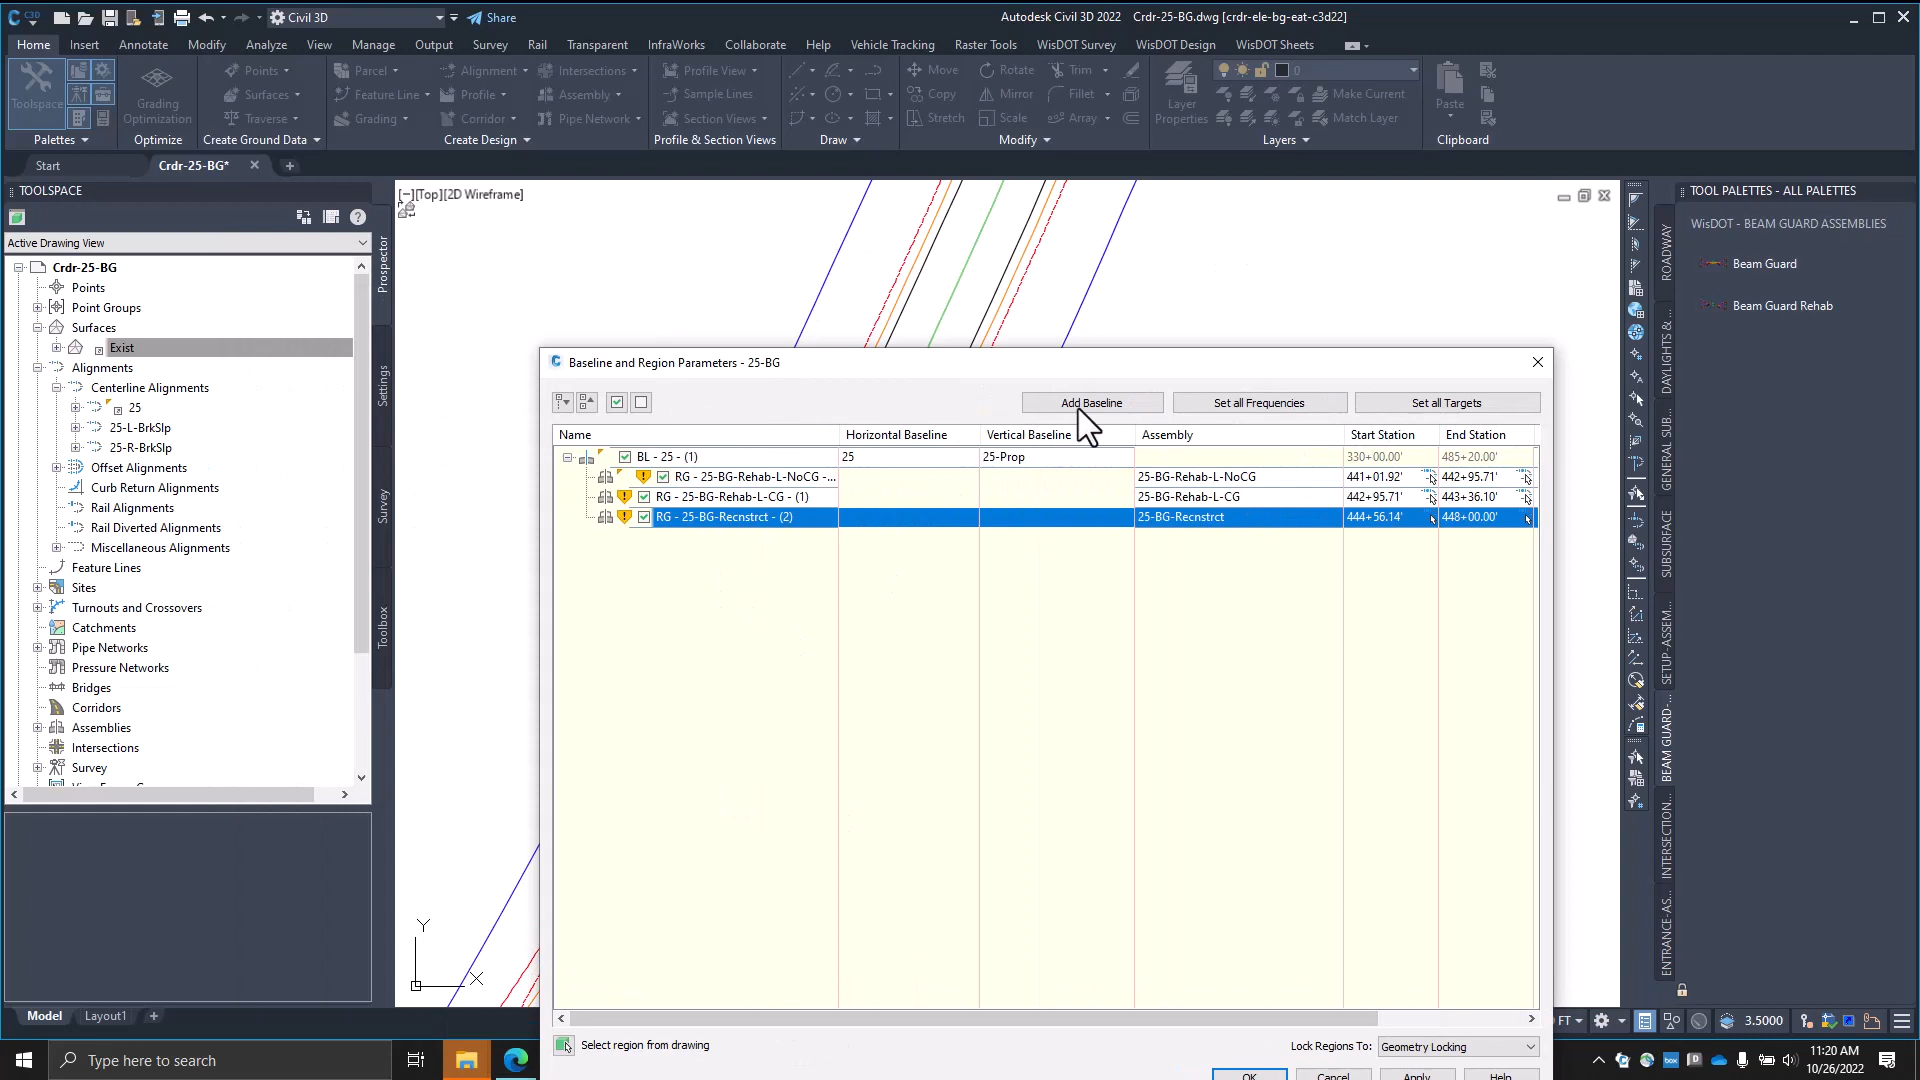 C3D Civil 3D Share Autodesk Civil 3D 2022 Crdr-25-BG.dwg [crdr-ele-bg-eat-c3d22]
Home Insert Annotate Modify Analyze View Manage Output Survey Rail Transparent InfraWorks Collaborate Help Vehicle Tracking Raster Tools WisDOT Survey WisDOT Design WisDOT Sheets
Points Parcel Alignment Intersections Profile View Move Rotate Trim 0
Toolspace Grading Optimization Surfaces Feature Line Profile Assembly Sample Lines Copy Mirror Fillet Layer Properties Make Current Paste
Traverse Grading Corridor Pipe Network Section Views Stretch Scale Array Match Layer
Palettes Optimize Create Ground Data Create Design Profile & Section Views Draw Modify Layers Clipboard
Start Crdr-25-BG*
TOOLSPACE
Active Drawing View
Crdr-25-BG
Points
Point Groups
Surfaces
Exist
Alignments
Centerline Alignments
25
25-L-BrkSlp
25-R-BrkSlp
Offset Alignments
Curb Return Alignments
Rail Alignments
Rail Diverted Alignments
Miscellaneous Alignments
Feature Lines
Sites
Turnouts and Crossovers
Catchments
Pipe Networks
Pressure Networks
Bridges
Corridors
Assemblies
Intersections
Survey
Prospector
Settings
Survey
Toolbox
[−][Top][2D Wireframe]
Y
X
Baseline and Region Parameters - 25-BG
Add Baseline Set all Frequencies Set all Targets
Name Horizontal Baseline Vertical Baseline Assembly Start Station End Station
BL - 25 - (1) 25 25-Prop 330+00.00' 485+20.00'
RG - 25-BG-Rehab-L-NoCG -... 25-BG-Rehab-L-NoCG 441+01.92' 442+95.71'
RG - 25-BG-Rehab-L-CG - (1) 25-BG-Rehab-L-CG 442+95.71' 443+36.10'
RG - 25-BG-Recnstrct - (2) 25-BG-Recnstrct 444+56.14' 448+00.00'
Select region from drawing Lock Regions To: Geometry Locking
OK Cancel Apply Help
TOOL PALETTES - ALL PALETTES
WisDOT - BEAM GUARD ASSEMBLIES
Beam Guard
Beam Guard Rehab
ROADWAY
DAYLIGHTS & ...
GENERAL SUB...
SUBSURFACE
SETUP-ASSEM...
BEAM GUARD-...
INTERSECTION...
ENTRANCE-AS...
Model Layout1
FT 3.5000
Type here to search
11:20 AM
10/26/2022